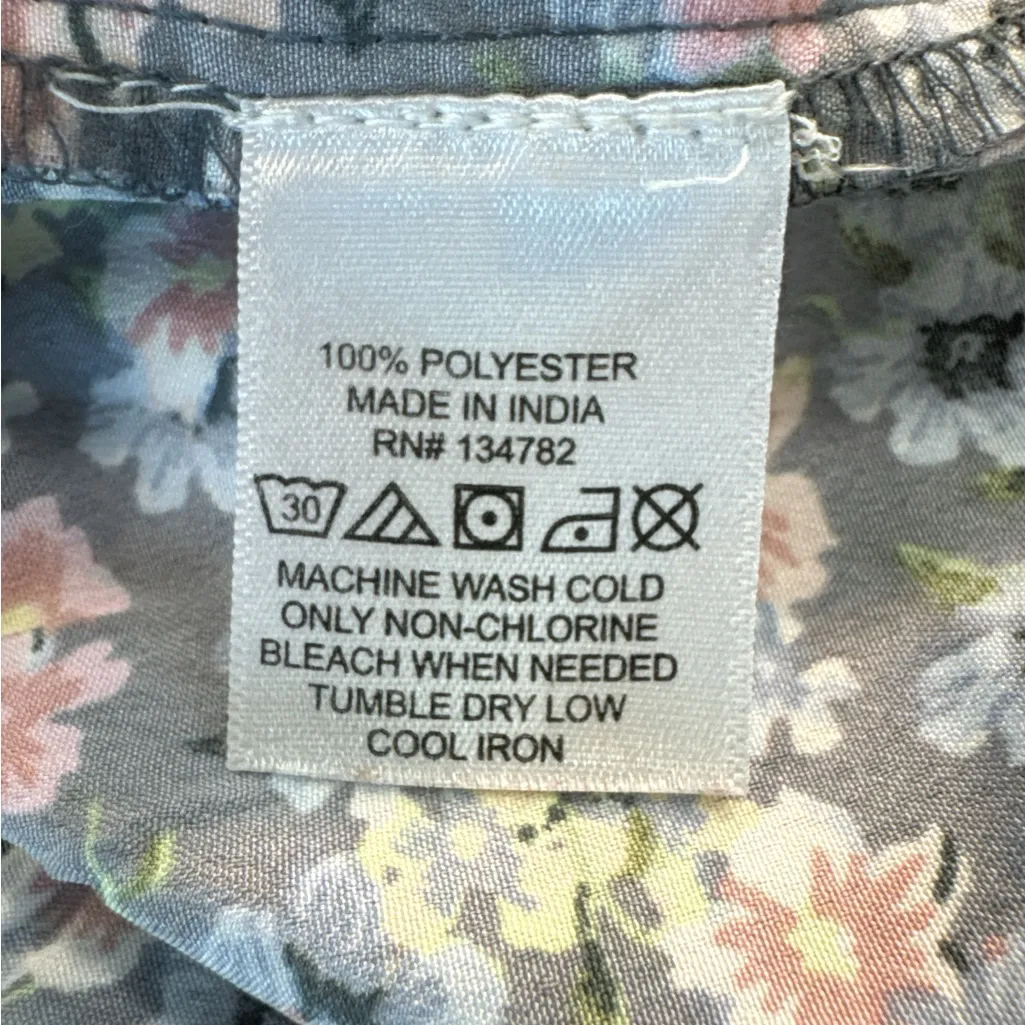 100% POLYESTER
MADE IN INDIA
RN# 134782
30
MACHINE WASH COLD
ONLY NON-CHLORINE
BLEACH WHEN NEEDED
TUMBLE DRY LOW
COOL IRON